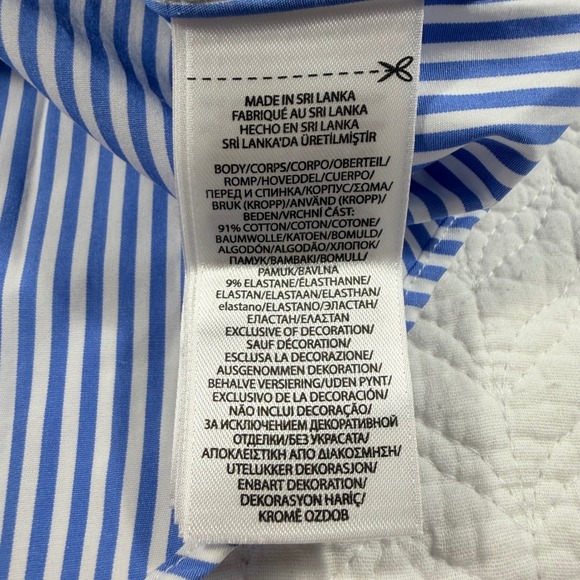 MADE IN SRI LANKA
FABRIQUÉ AU SRI LANKA
HECHO EN SRI LANKA
SRİ LANKA'DA ÜRETİLMİŞTİR
BODY/CORPS/CORPO/OBERTEIL/
ROMP/HOVEDDEL/CUERPO/
ПЕРЕД И СПИНКА/КОРПУС/ΣΩΜΑ/
BRUK (KROPP)/ANVÄND (KROPP)/
BEDEN/VRCHNÍ ČÁST:
91% COTTON/COTON/COTONE/
BAUMWOLLE/KATOEN/BOMULD/
ALGODÓN/ALGODÃO/ХЛОПОК/
ПАМУК/ΒΑΜΒΑΚΙ/BOMULL/
PAMUK/BAVLNA
9% ELASTANE/ÉLASTHANNE/
ELASTAN/ELASTAAN/ELASTHAN/
elastano/ELASTANO/ЭЛАСТАН/
ΕΛΑΣΤΑΝ/ЕЛАСТАН
EXCLUSIVE OF DECORATION/
SAUF DÉCORATION/
ESCLUSA LA DECORAZIONE/
AUSGENOMMEN DEKORATION/
BEHALVE VERSIERING/UDEN PYNT/
EXCLUSIVO DE LA DECORACIÓN/
NÃO INCLUI DECORAÇÃO/
ЗА ИСКЛЮЧЕНИЕМ ДЕКОРАТИВНОЙ
ОТДЕЛКИ/БЕЗ УКРАСАТА/
ΑΠΟΚΛΕΙΣΤΙΚΗ ΑΠΟ ΔΙΑΚΟΣΜΗΣΗ/
UTELUKKER DEKORASJON/
ENBART DEKORATION/
DEKORASYON HARİÇ/
KROMĚ OZDOB